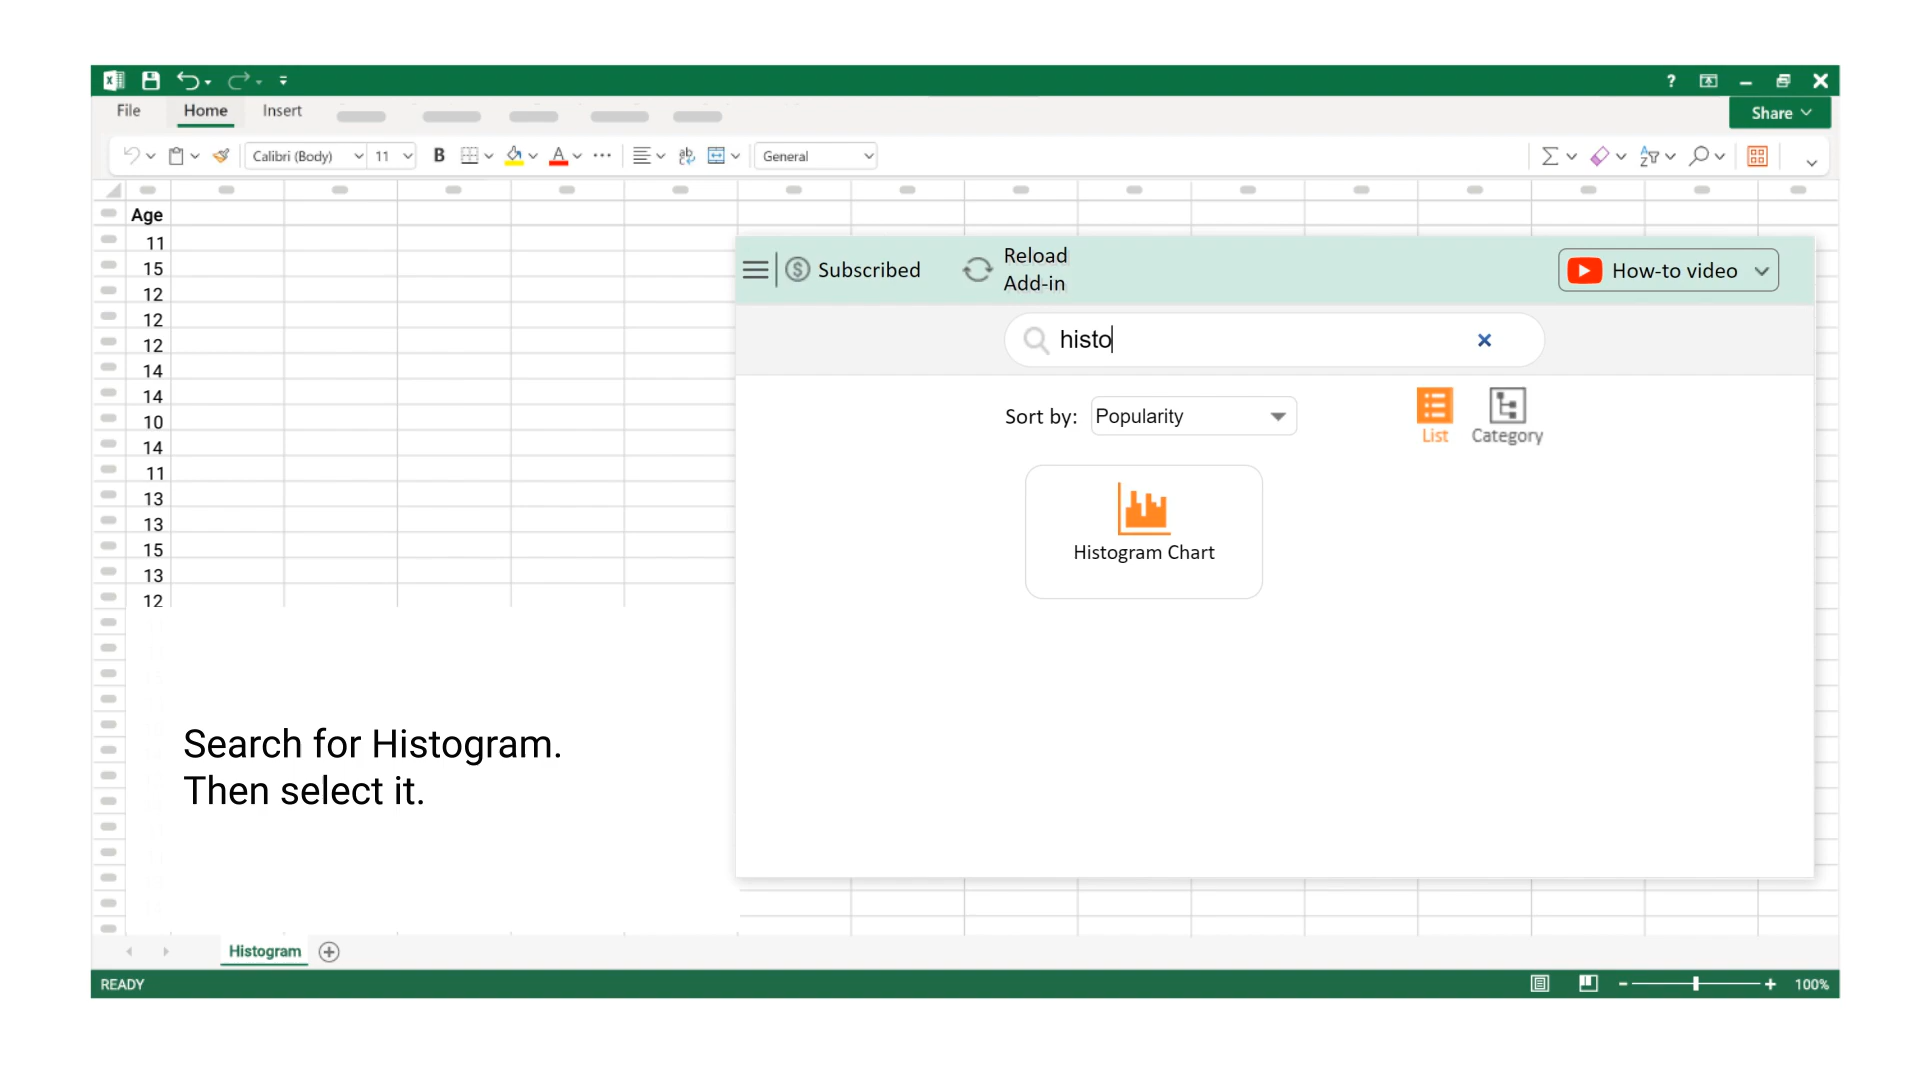 ?
File Home Insert
Share
Calibri (Body) 11 B A ... ab General
Age
11
15
12
12
12
14
14
10
14
11
13
13
15
13
12
Subscribed
Reload
Add-in
How-to video
histo
Sort by: Popularity
List Category
Histogram Chart
Search for Histogram.
Then select it.
Histogram
READY
100%